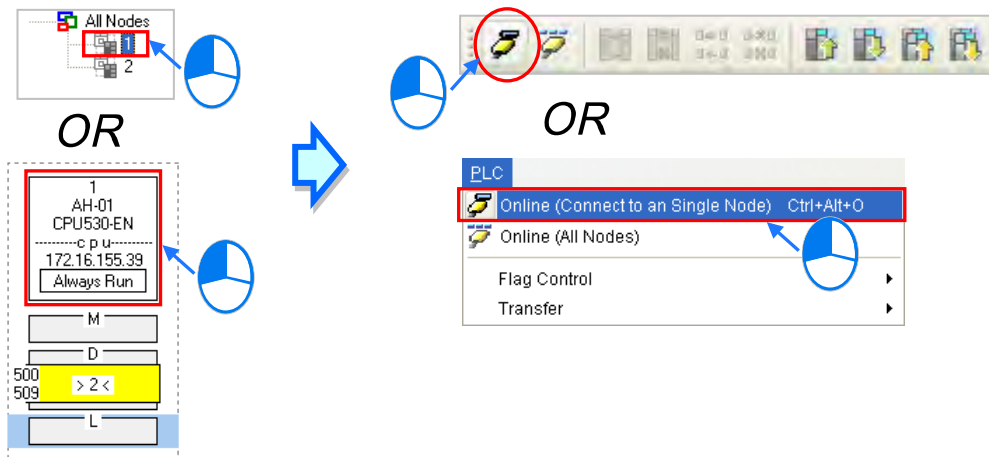 All Nodes
1
2
OR
1
AH-01
CPU530-EN
--------c p u--------
172.16.155.39
Always Run
M
D
500
509
> 2 <
L
OR
PLC
Online (Connect to an Single Node) Ctrl+Alt+O
Online (All Nodes)
Flag Control
Transfer